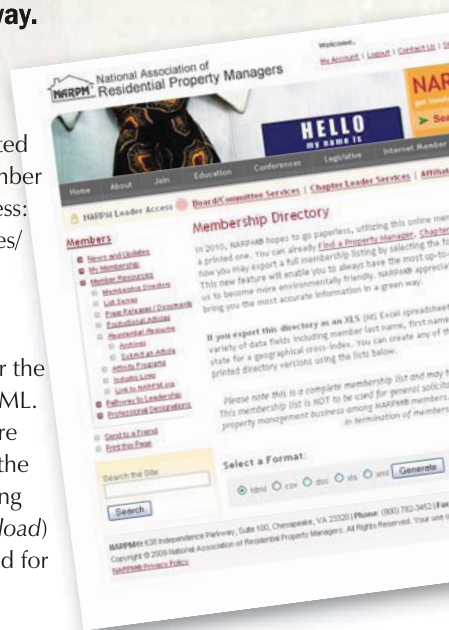 way.
ted
mber
ess:
es/
r the
ML.
re
the
ng
load)
d for
NARPM®
National Association of
Residential Property Managers
Welcome,
My Account | Logout | Contact Us |
NAR
get involv
Sea
HELLO
my name is
Home About Join Education Conferences Legislative Internet Member
NARPM Leader Access Board/Committee Services | Chapter Leader Services | Affiliat
Members
News and Updates
My Membership
Member Resources
Membership Directory
List Serves
Press Releases / Documents
Promotional Articles
Residential Resource
Archives
Submit an Article
Affinity Programs
Industry Links
Link to NARPM
Pathway to Leadership
Professional Designations
Send to a Friend
Print this Page
Search the Site:
Search
Membership Directory
In 2010, NARPM® hopes to go paperless, utilizing this online mem
a printed one. You can already Find a Property Manager, Chapter
now you may export a full membership listing by selecting the fo
This new feature will enable you to always have the most up-to-
us to become more environmentally friendly. NARPM® appreciat
bring you the most accurate information in a green way.
If you export this directory as an XLS (MS Excel spreadsheet
variety of data fields including member last name, first name
state for a geographical cross-index. You can create any of t
printed directory versions using the lists below.
Please note this is a complete membership list and may
This membership list is NOT to be used for general solicita
property management business among NARPM® members.
in termination of members
Select a Format:
html csv doc xls xml Generate
NARPM® 638 Independence Parkway, Suite 100, Chesapeake, VA 23320 | Phone: (800) 782-3452 | Fax
Copyright © 2009 National Association of Residential Property Managers. All Rights Reserved. Your use o
NARPM® Privacy Policy.